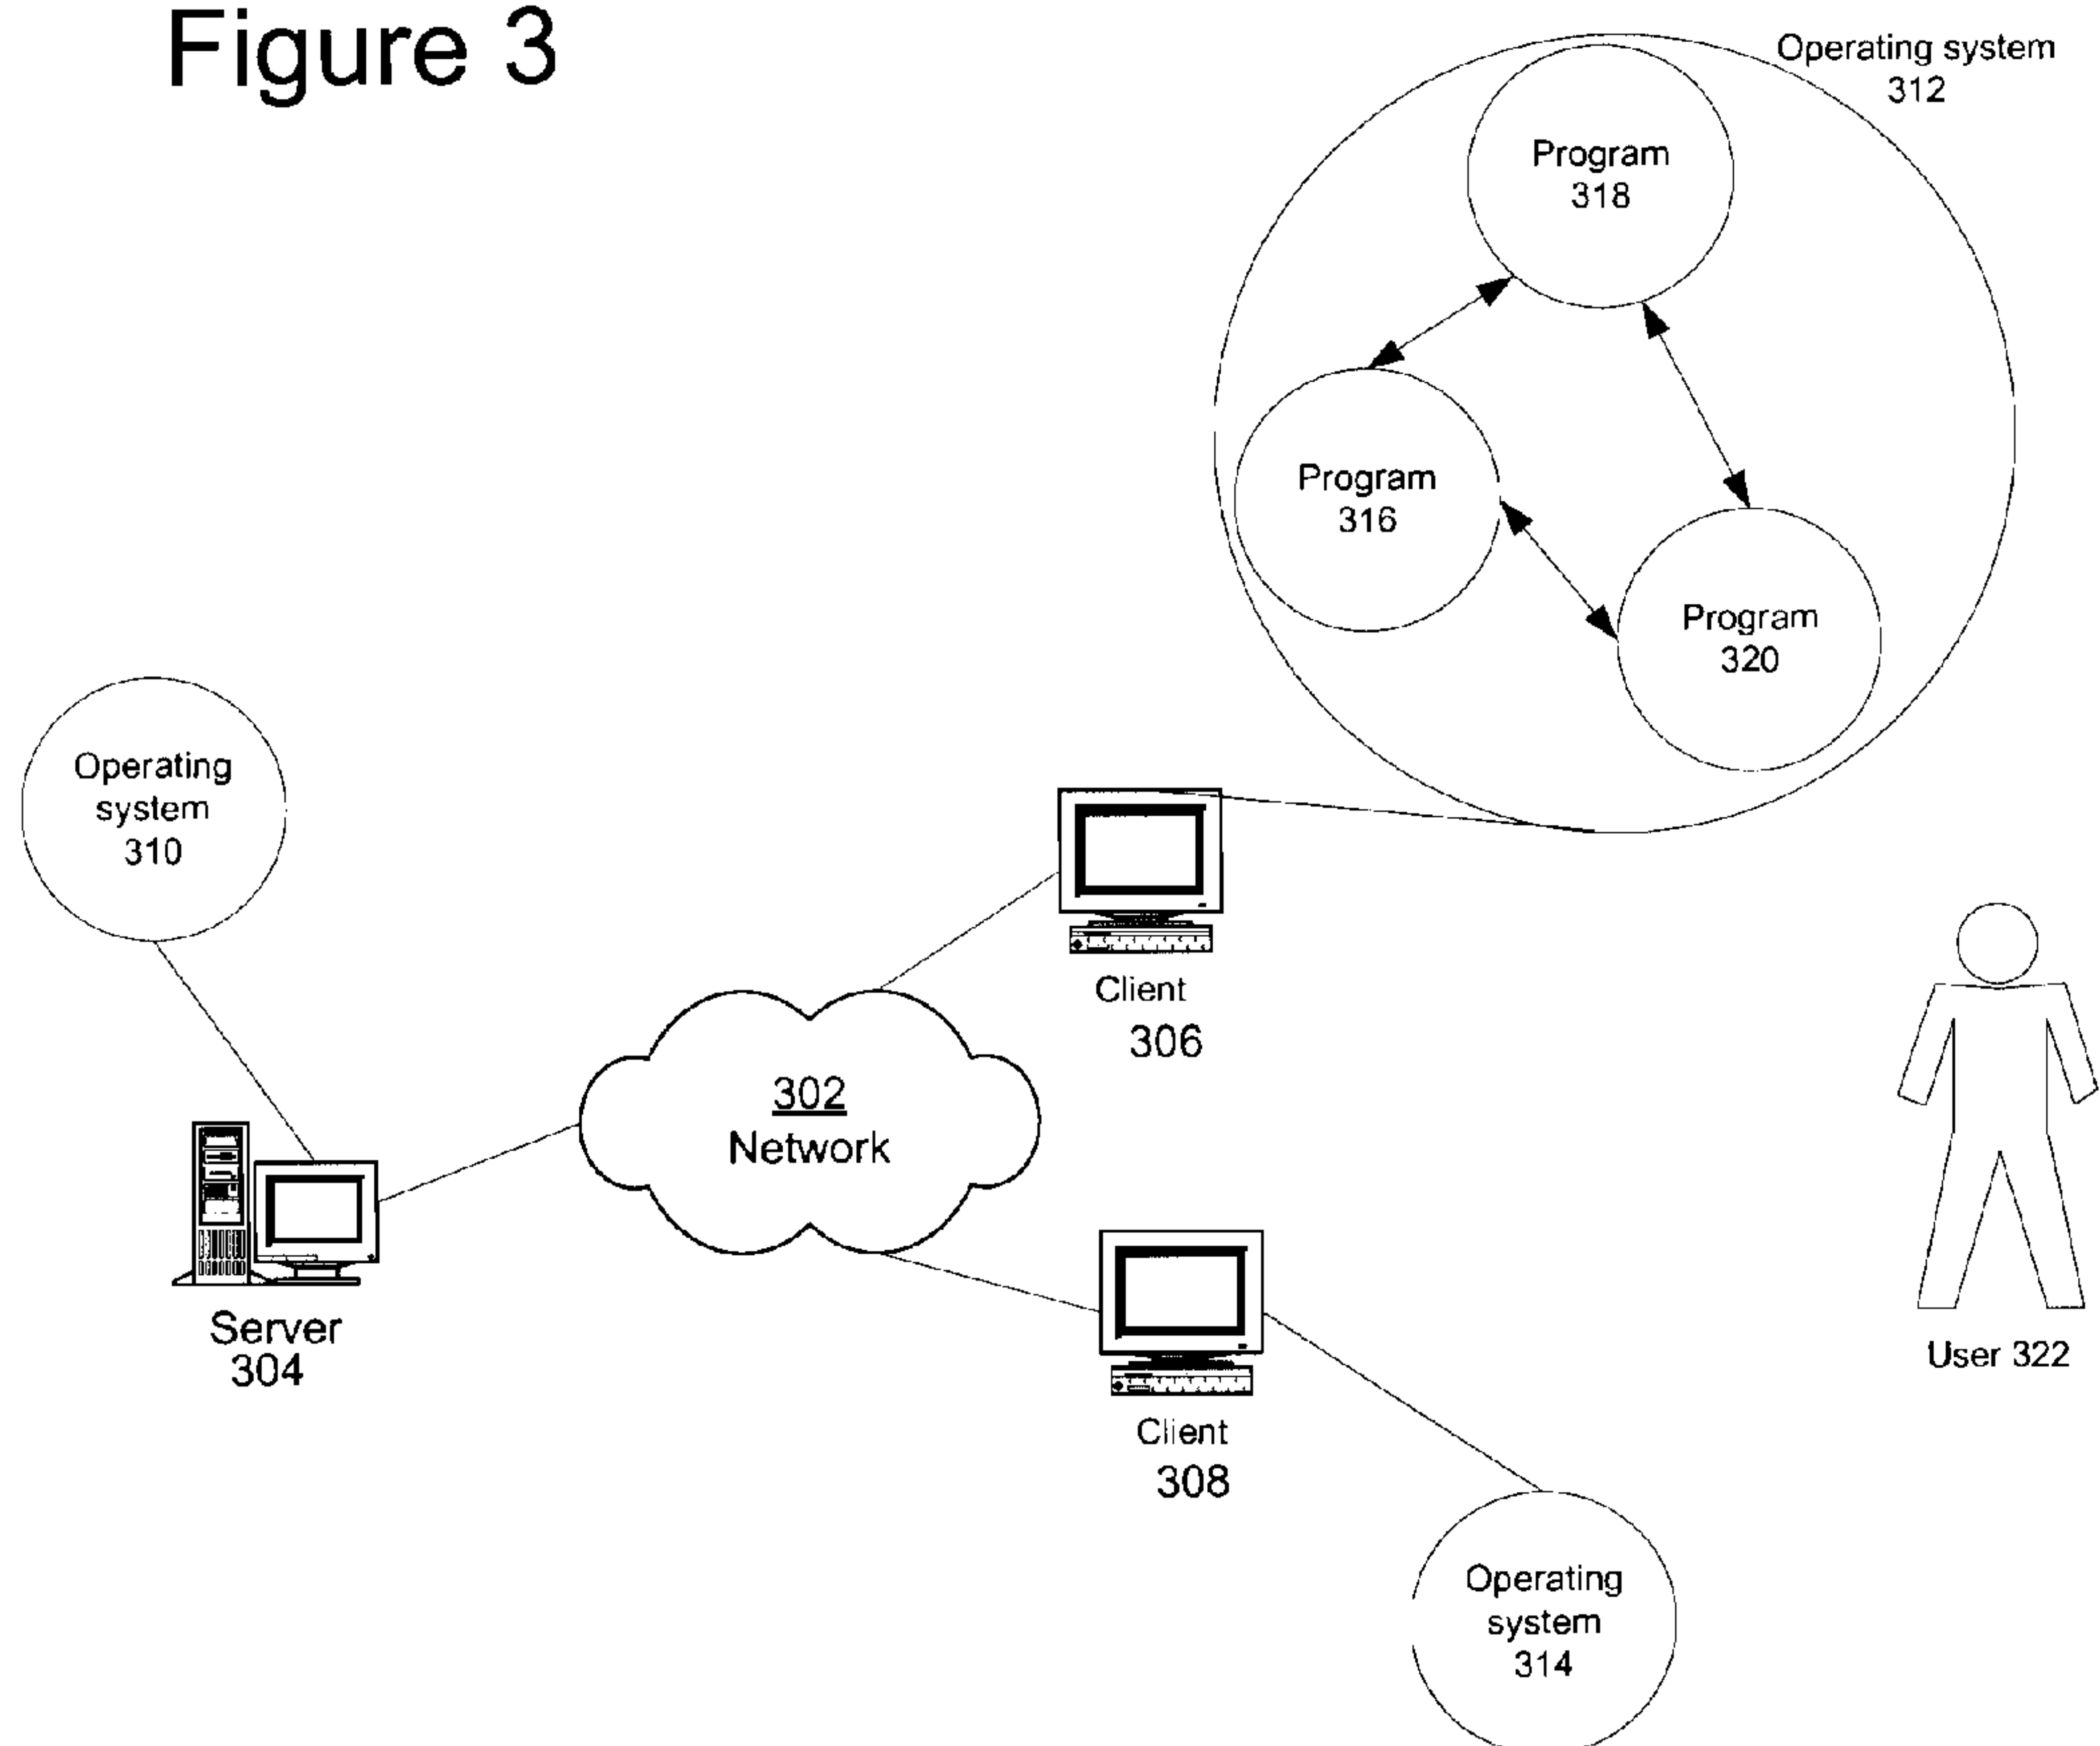 Figure 3
Operating system
312
Program
318
Program
316
Program
320
Operating
system
310
Client
306
302
Network
Server
304
User 322
Client
308
Operating
system
314